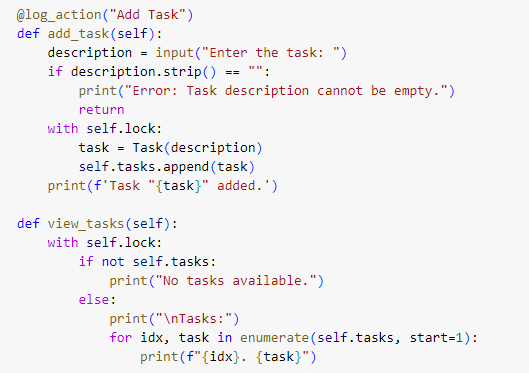 @log_action("Add Task")
def add_task(self):
    description = input("Enter the task: ")
    if description.strip() == "":
        print("Error: Task description cannot be empty.")
        return
    with self.lock:
        task = Task(description)
        self.tasks.append(task)
    print(f'Task "{task}" added.')

def view_tasks(self):
    with self.lock:
        if not self.tasks:
            print("No tasks available.")
        else:
            print("\nTasks:")
            for idx, task in enumerate(self.tasks, start=1):
                print(f"{idx}. {task}")